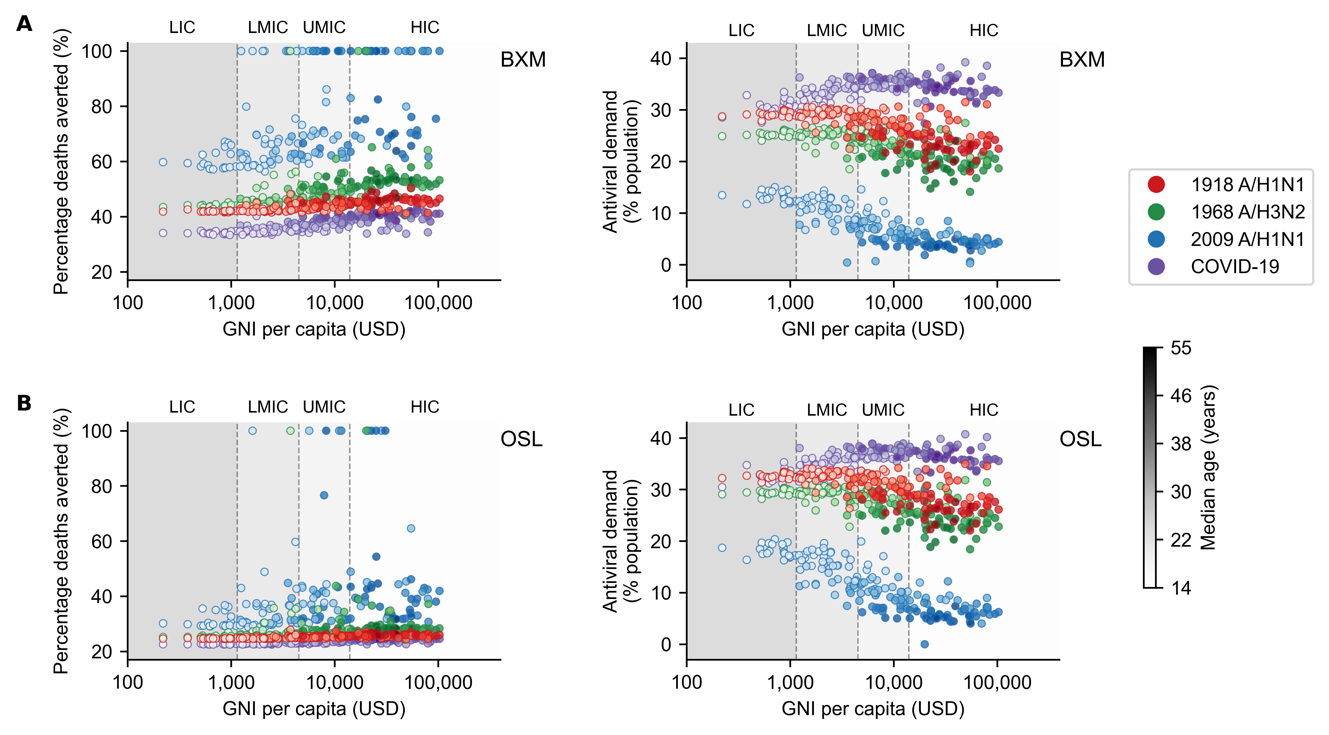 A
LIC LMIC UMIC HIC
BXM
Percentage deaths averted (%)
100
80
60
40
20
100 1,000 10,000 100,000
GNI per capita (USD)
LIC LMIC UMIC HIC
BXM
Antiviral demand
(% population)
40
30
20
10
0
100 1,000 10,000 100,000
GNI per capita (USD)
1918 A/H1N1
1968 A/H3N2
2009 A/H1N1
COVID-19
B
LIC LMIC UMIC HIC
OSL
Percentage deaths averted (%)
100
80
60
40
20
100 1,000 10,000 100,000
GNI per capita (USD)
LIC LMIC UMIC HIC
OSL
Antiviral demand
(% population)
40
30
20
10
0
100 1,000 10,000 100,000
GNI per capita (USD)
55
46
38
30
22
14
Median age (years)